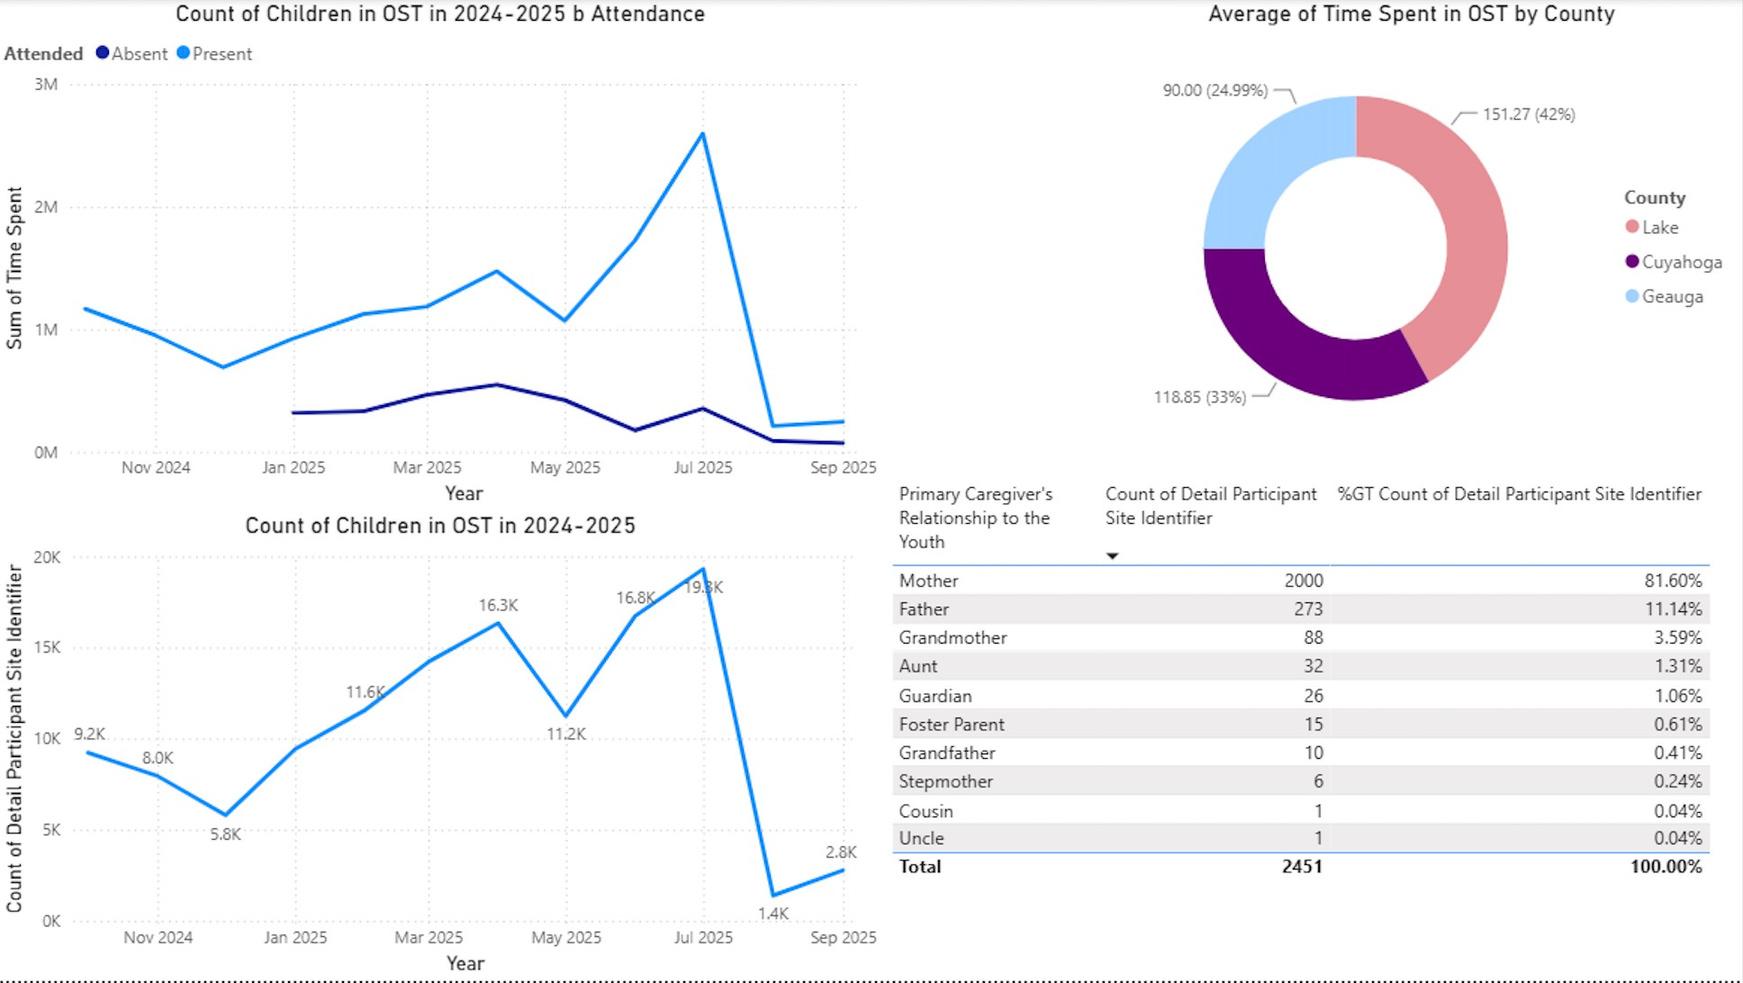 Count of Children in OST in 2024-2025 b Attendance
Attended Absent Present
3M
2M
1M
0M
Sum of Time Spent
Nov 2024 Jan 2025 Mar 2025 May 2025 Jul 2025 Sep 2025
Year
Average of Time Spent in OST by County
90.00 (24.99%)
151.27 (42%)
118.85 (33%)
County
Lake
Cuyahoga
Geauga
Count of Children in OST in 2024-2025
20K
15K
10K
5K
0K
Count of Detail Participant Site Identifier
9.2K
8.0K
5.8K
11.6K
16.3K
11.2K
16.8K
19.3K
1.4K
2.8K
Nov 2024 Jan 2025 Mar 2025 May 2025 Jul 2025 Sep 2025
Year
Primary Caregiver's
Relationship to the
Youth
Count of Detail Participant
Site Identifier
%GT Count of Detail Participant Site Identifier
Mother 2000 81.60%
Father 273 11.14%
Grandmother 88 3.59%
Aunt 32 1.31%
Guardian 26 1.06%
Foster Parent 15 0.61%
Grandfather 10 0.41%
Stepmother 6 0.24%
Cousin 1 0.04%
Uncle 1 0.04%
Total 2451 100.00%